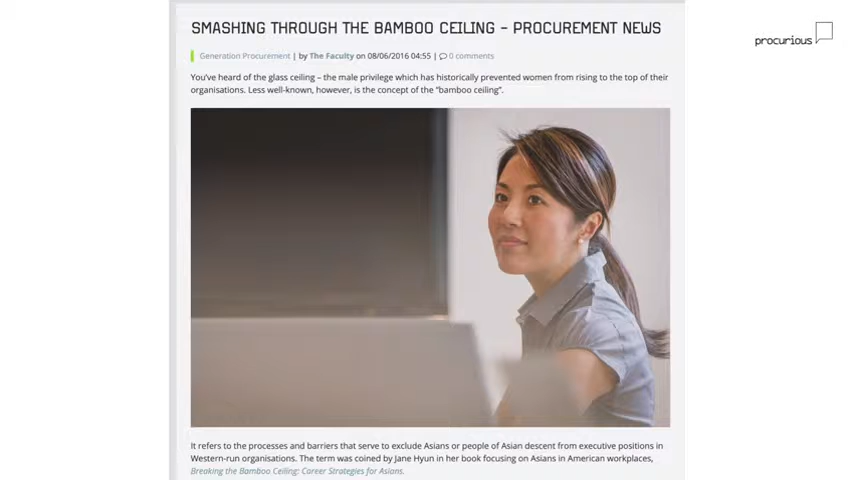 SMASHING THROUGH THE BAMBOO CEILING – PROCUREMENT NEWS
procurious
Generation Procurement | by The Faculty on 08/06/2016 04:55 | 0 comments
You've heard of the glass ceiling – the male privilege which has historically prevented women from rising to the top of their
organisations. Less well-known, however, is the concept of the "bamboo ceiling".
It refers to the processes and barriers that serve to exclude Asians or people of Asian descent from executive positions in
Western-run organisations. The term was coined by Jane Hyun in her book focusing on Asians in American workplaces,
Breaking the Bamboo Ceiling: Career Strategies for Asians.